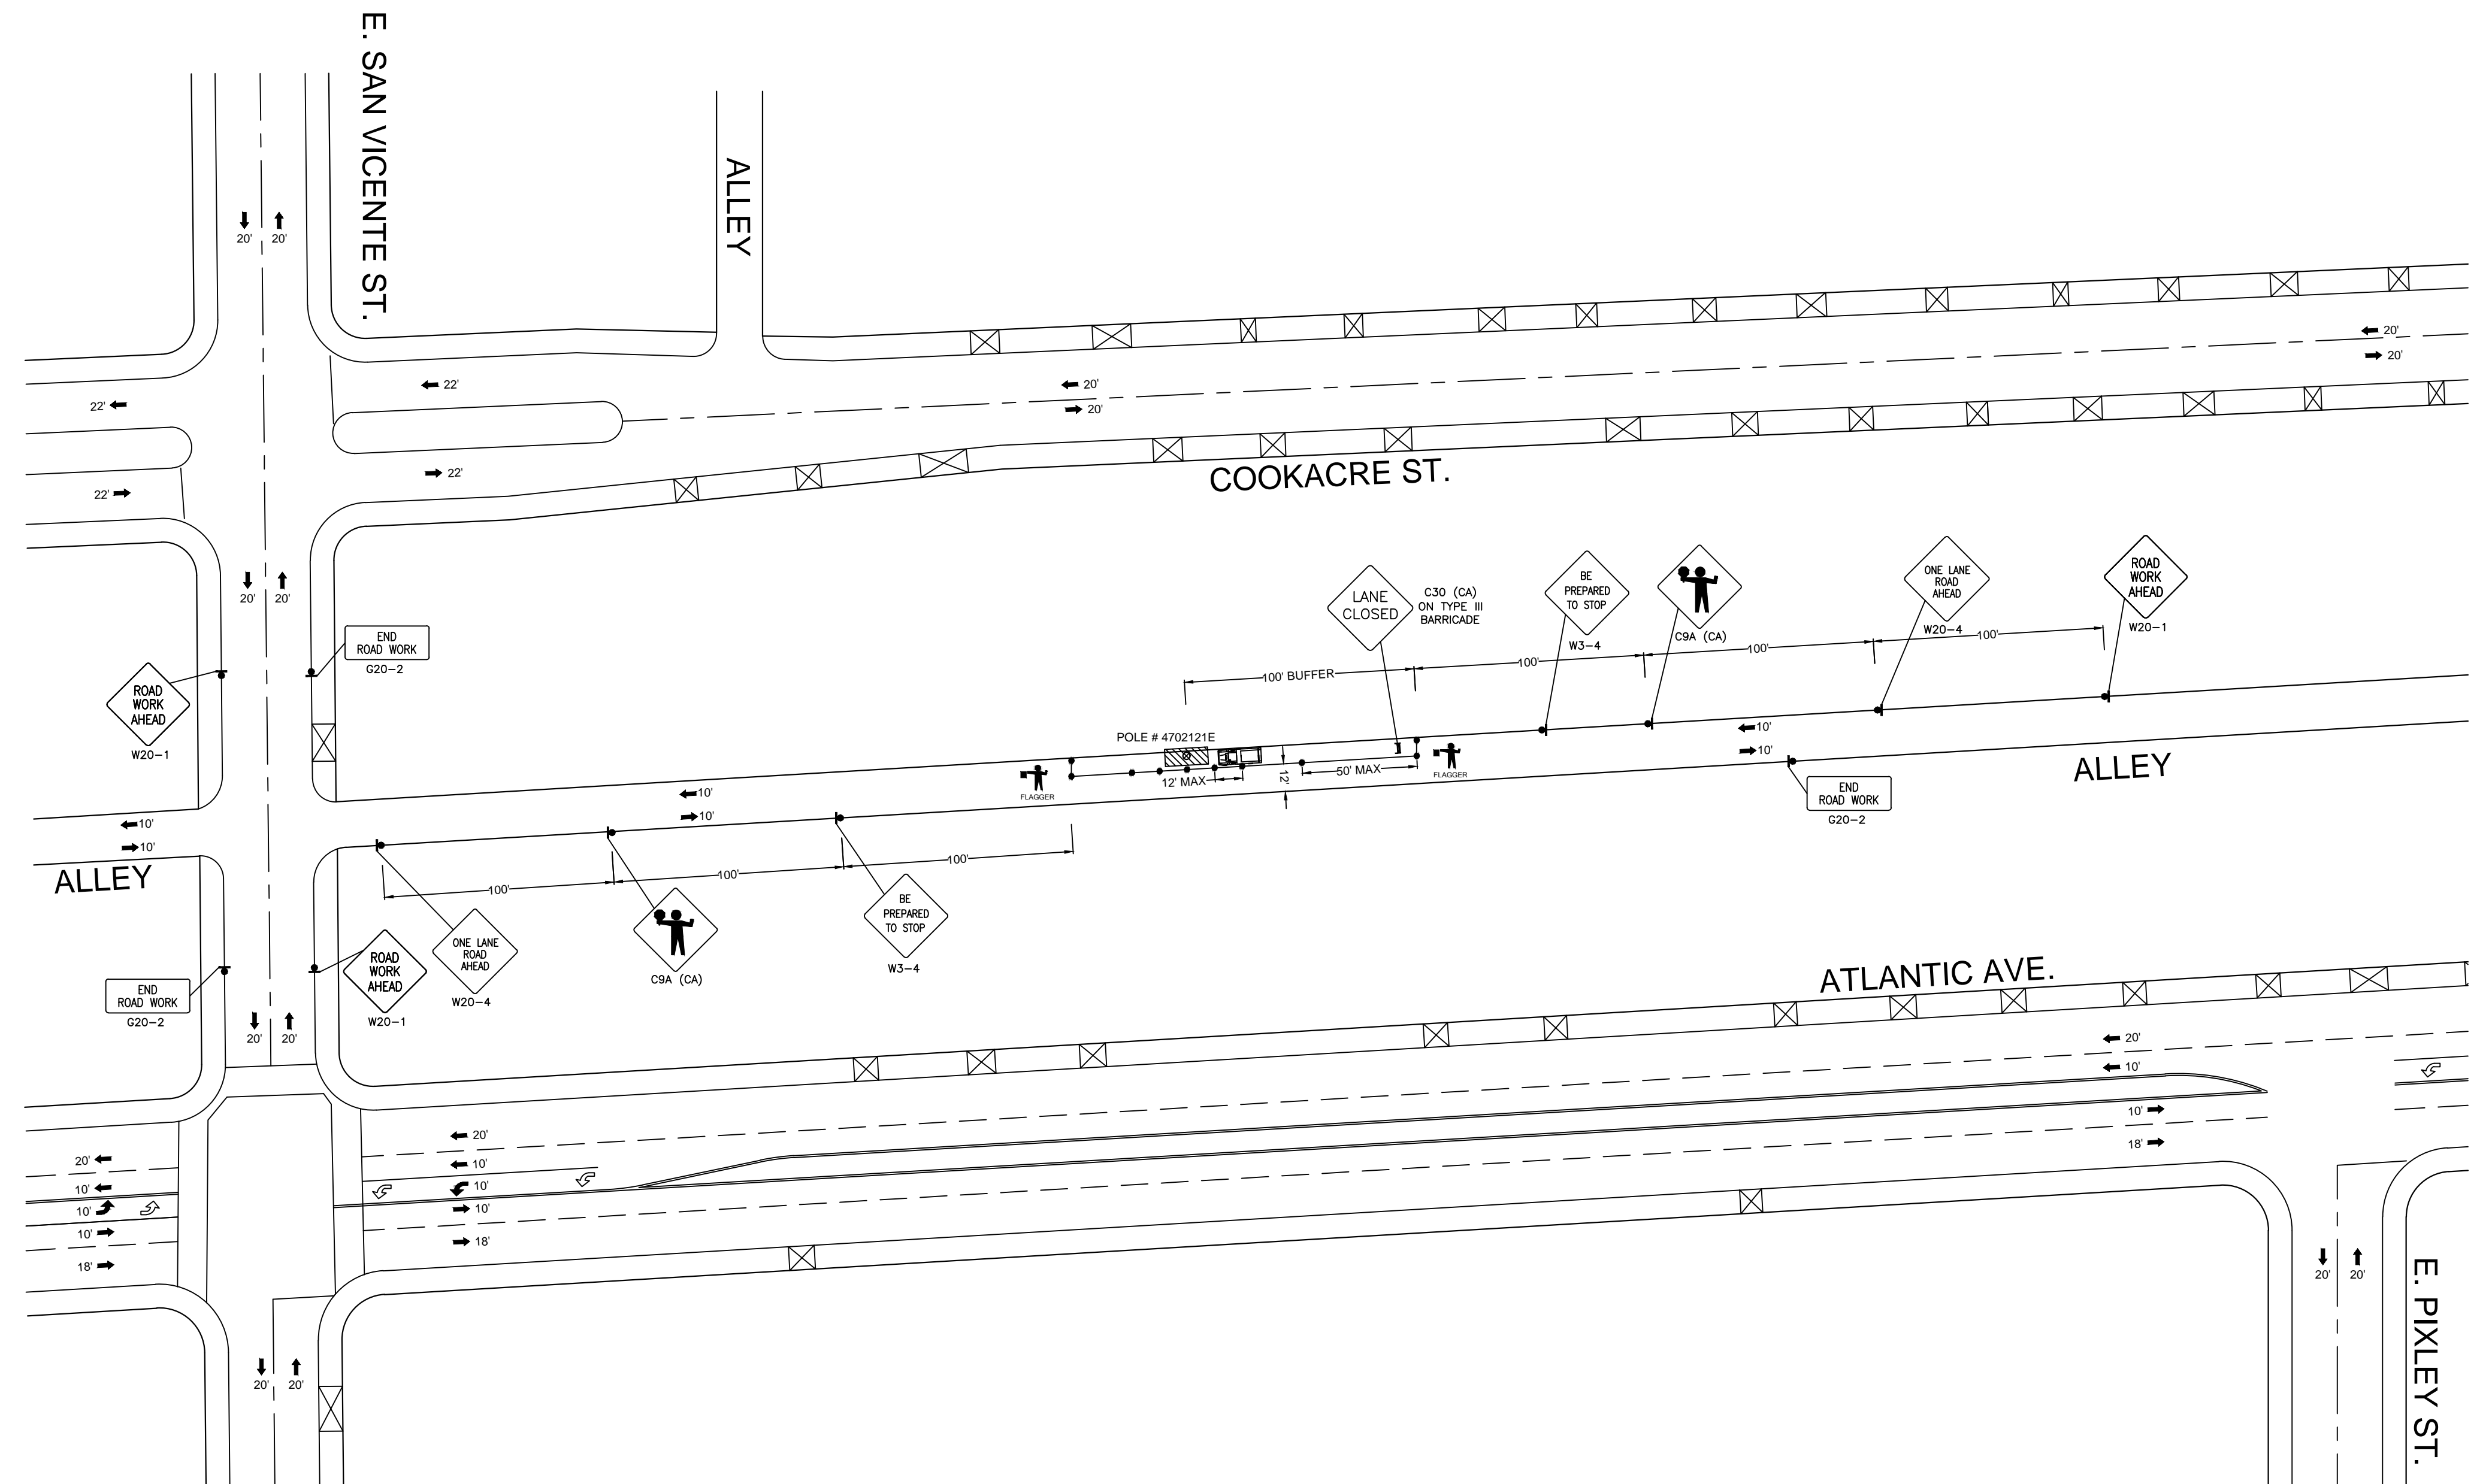 E. SAN VICENTE ST.
ALLEY
20'
20'
20'
20'
22'
22'
20'
20'
22'
22'
22'
COOKACRE ST.
20'
20'
ROAD
WORK
AHEAD
W20-1
END
ROAD WORK
G20-2
LANE
CLOSED
C30 (CA)
ON TYPE III
BARRICADE
BE
PREPARED
TO STOP
W3-4
C9A (CA)
ONE LANE
ROAD
AHEAD
W20-4
ROAD
WORK
AHEAD
W20-1
100' BUFFER
100'
100'
100'
100'
POLE # 4702121E
FLAGGER
12' MAX
12'
50' MAX
FLAGGER
10'
10'
ALLEY
END
ROAD WORK
G20-2
10'
10'
10'
10'
ALLEY
100'
100'
100'
END
ROAD WORK
G20-2
ROAD
WORK
AHEAD
W20-1
ONE LANE
ROAD
AHEAD
W20-4
C9A (CA)
BE
PREPARED
TO STOP
W3-4
20'
20'
ATLANTIC AVE.
20'
10'
10'
18'
20'
10'
10'
10'
18'
20'
10'
10'
10'
18'
20'
20'
20'
20'
E. PIXLEY ST.